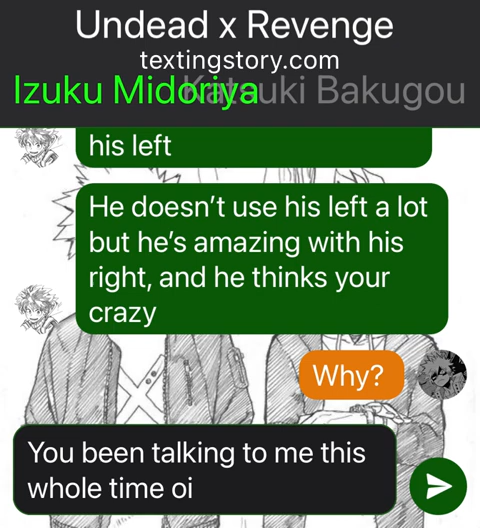 Undead x Revenge
textingstory.com
Izuku Midoriya Katsuki Bakugou
his left
He doesn’t use his left a lot
but he’s amazing with his
right, and he thinks your
crazy
Why?
You been talking to me this
whole time oi